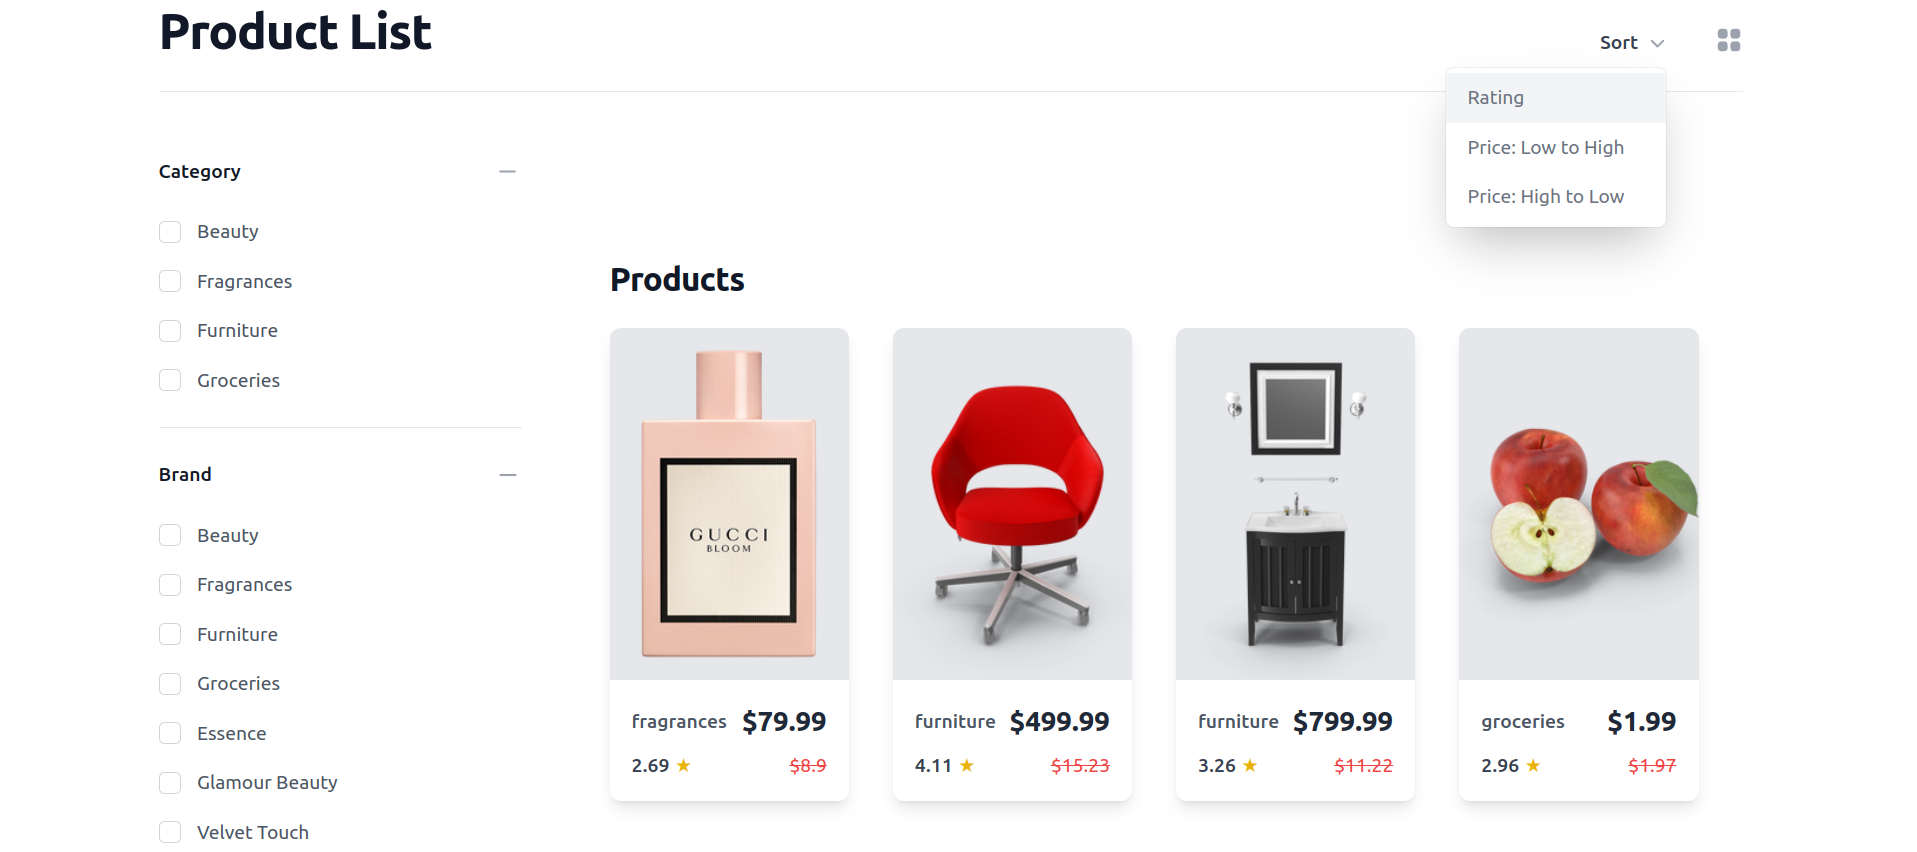 Product List
Sort
Rating
Price: Low to High
Price: High to Low
Category
Beauty
Fragrances
Furniture
Groceries
Brand
Beauty
Fragrances
Furniture
Groceries
Essence
Glamour Beauty
Velvet Touch
Products
GUCCI
BLOOM
fragrances $79.99
2.69 ★ $8.9
furniture $499.99
4.11 ★ $15.23
furniture $799.99
3.26 ★ $11.22
groceries $1.99
2.96 ★ $1.97